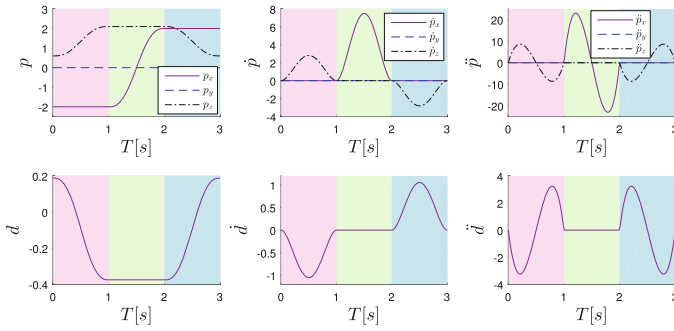 p
2
1
0
-1
-2
p_x
p_y
p_z
0 1 2 3
T[s]
ṗ
8
6
4
2
0
-2
-4
ṗ_x
ṗ_y
ṗ_z
0 1 2 3
T[s]
p̈
20
10
0
-10
-20
p̈_x
p̈_y
p̈_z
0 1 2 3
T[s]
d
0.2
0
-0.2
-0.4
0 1 2 3
T[s]
ḋ
1
0.5
0
-0.5
-1
0 1 2 3
T[s]
d̈
4
2
0
-2
-4
0 1 2 3
T[s]